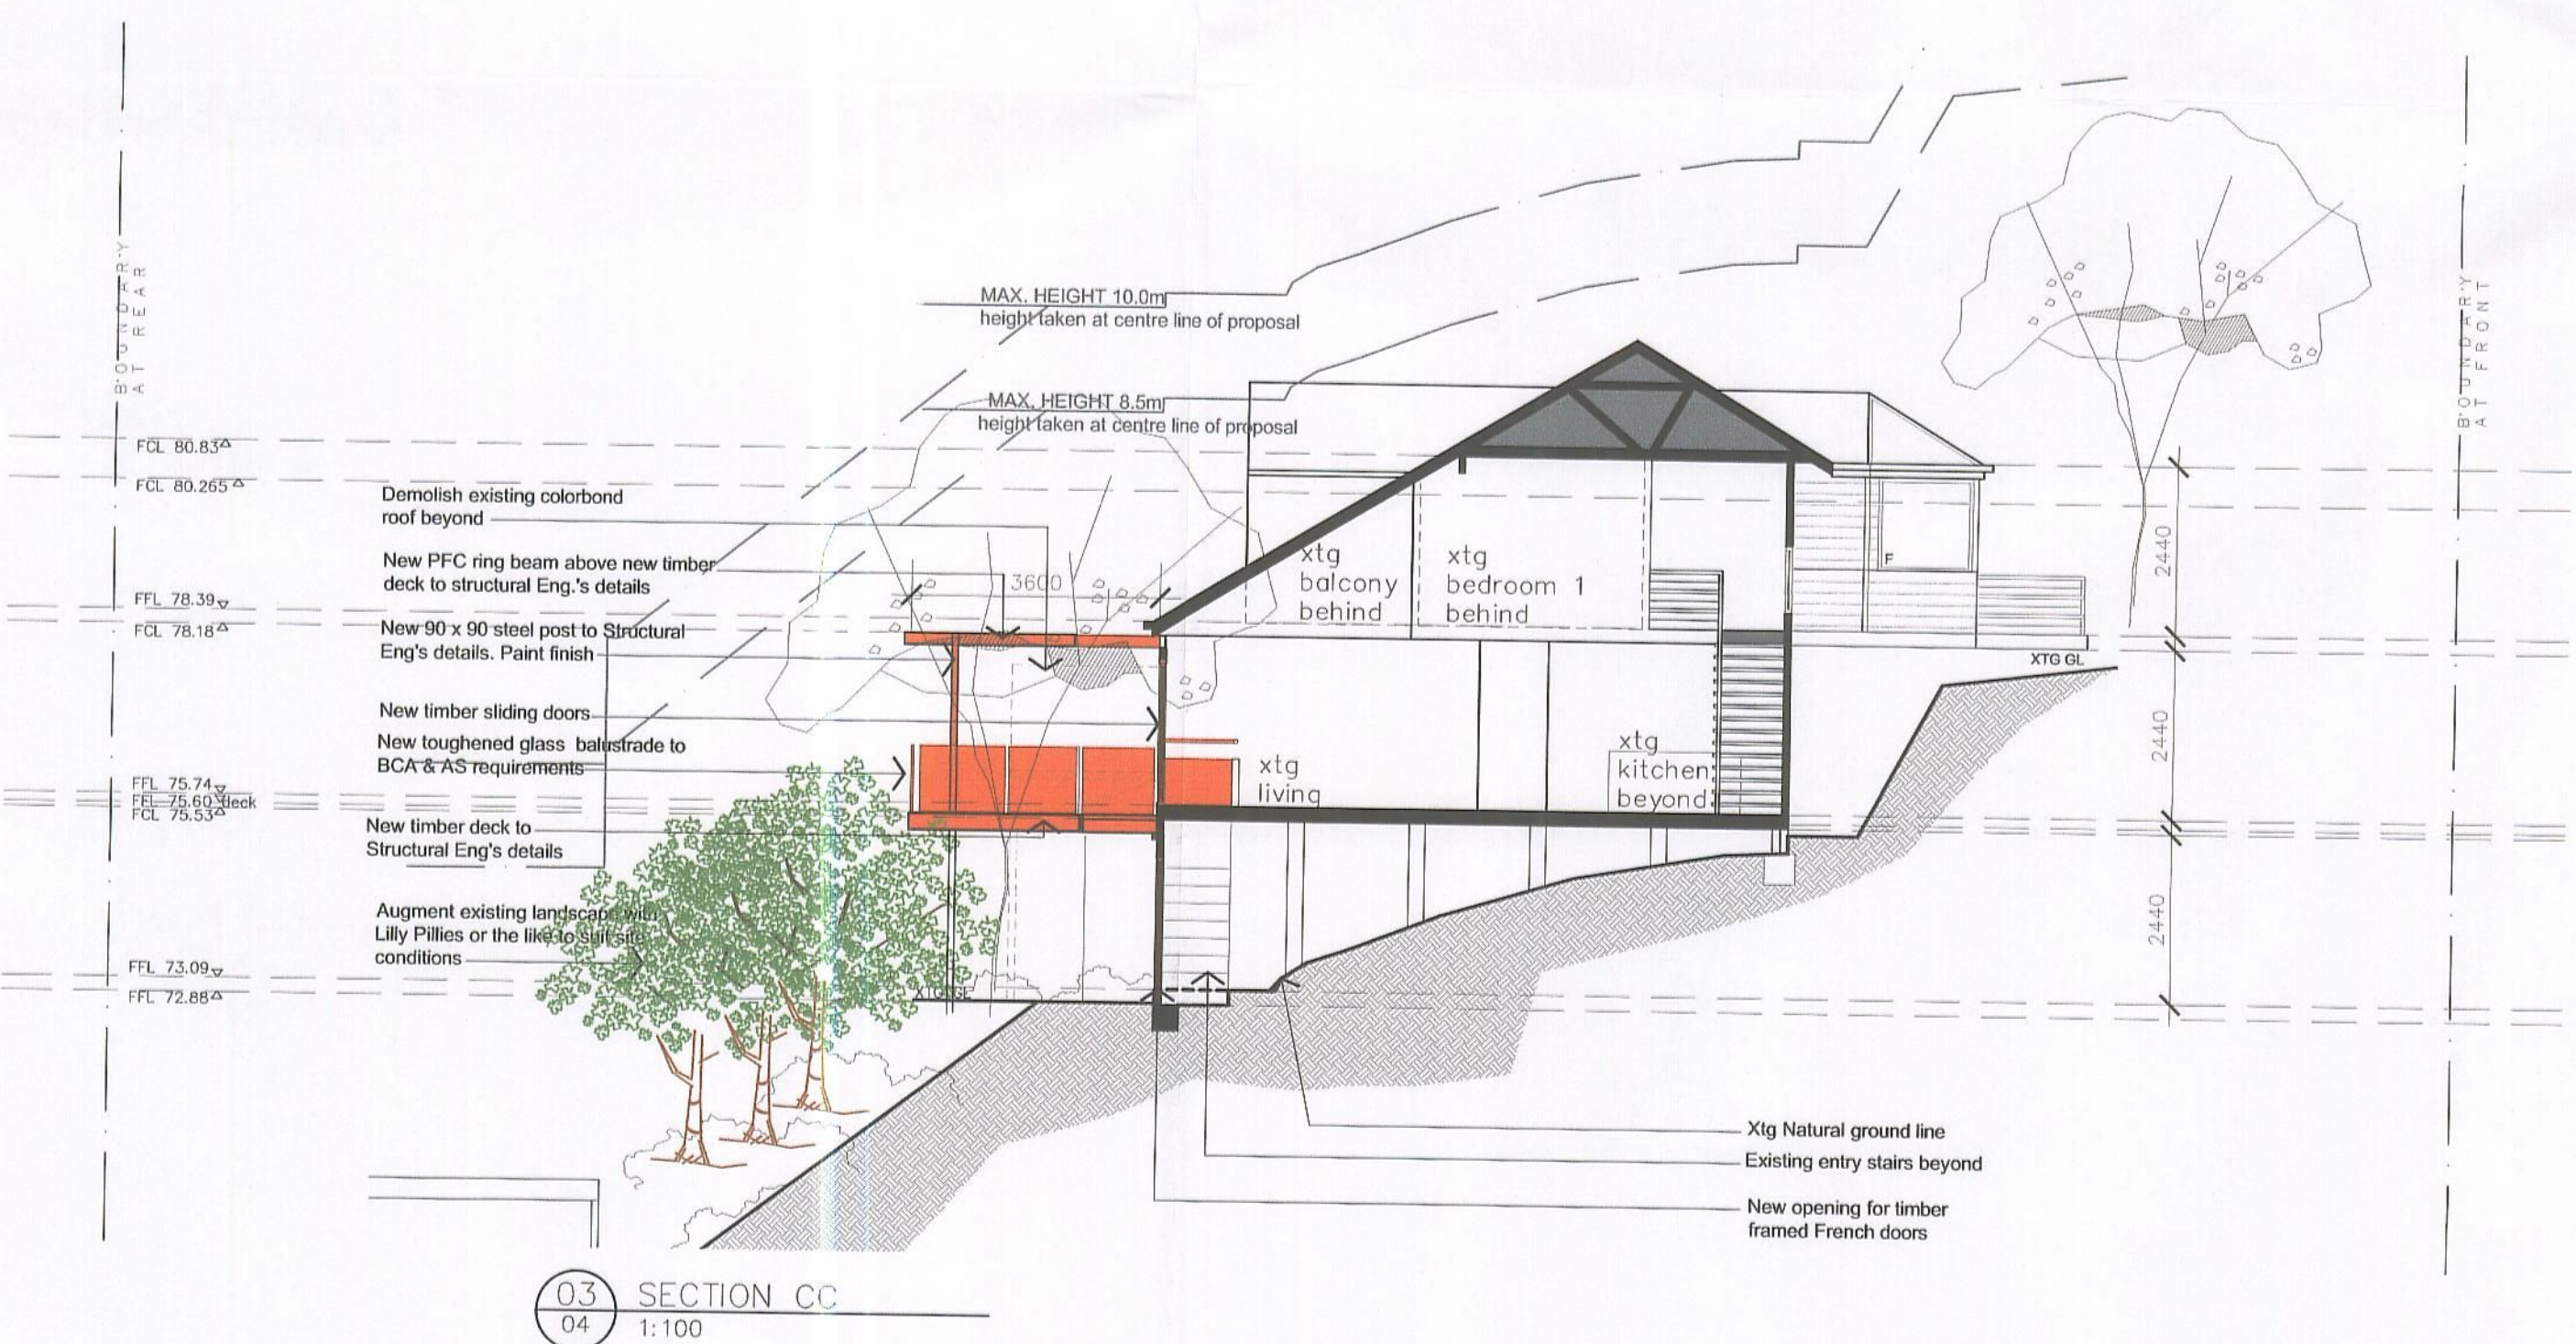 BOUNDARY
AT REAR
BOUNDARY
AT FRONT
MAX. HEIGHT 10.0m
height taken at centre line of proposal
MAX. HEIGHT 8.5m
height taken at centre line of proposal
FCL 80.83
FCL 80.265
Demolish existing colorbond
roof beyond
New PFC ring beam above new timber
deck to structural Eng.'s details
3600
xtg
balcony
behind
xtg
bedroom 1
behind
F
2440
FFL 78.39
FCL 78.18
New 90 x 90 steel post to Structural
Eng's details. Paint finish
XTG GL
New timber sliding doors
New toughened glass balustrade to
BCA & AS requirements
xtg
living
xtg
kitchen
beyond
2440
FFL 75.74
FFL 75.60 deck
FCL 75.53
New timber deck to
Structural Eng's details
Augment existing landscape with
Lilly Pillies or the like to suit site
conditions
2440
FFL 73.09
FFL 72.88
XTG GL
Xtg Natural ground line
Existing entry stairs beyond
New opening for timber
framed French doors
03
04
SECTION CC
1:100